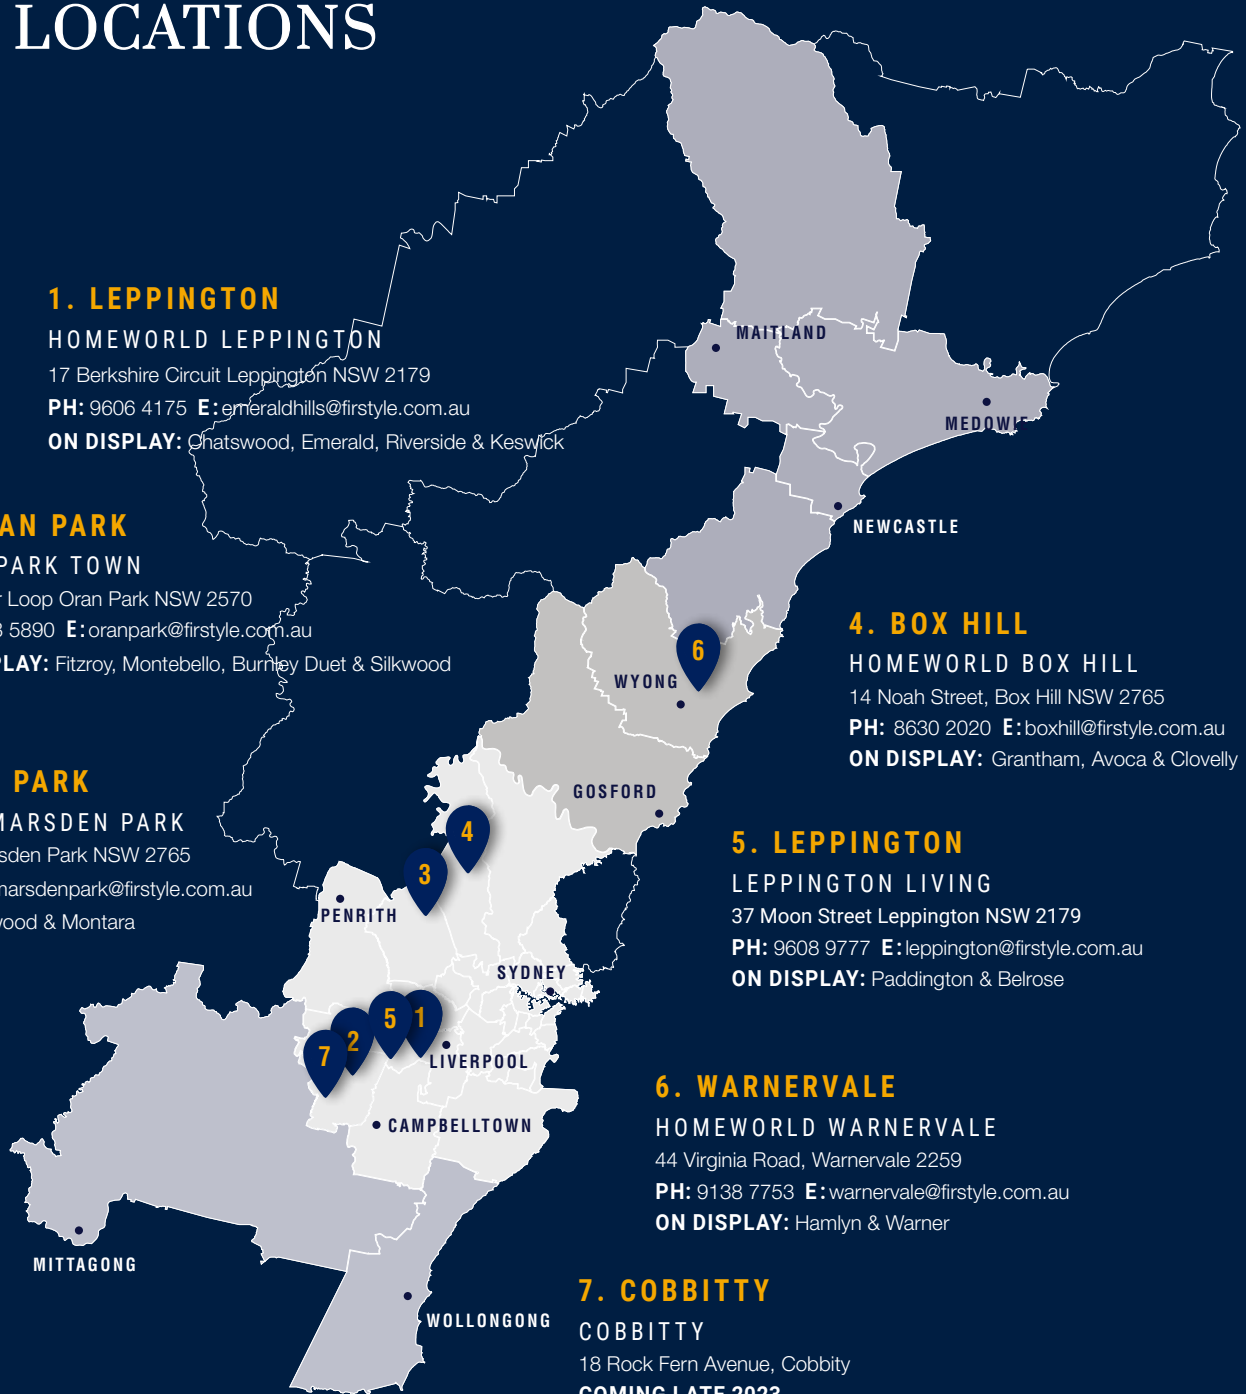 LOCATIONS
1. LEPPINGTON
HOMEWORLD LEPPINGTON
17 Berkshire Circuit Leppington NSW 2179
PH: 9606 4175 E: emeraldhills@firstyle.com.au
ON DISPLAY: Chatswood, Emerald, Riverside & Keswick
AN PARK
PARK TOWN
Loop Oran Park NSW 2570
5890 E: oranpark@firstyle.com.au
PLAY: Fitzroy, Montebello, Burnley Duet & Silkwood
PARK
MARSDEN PARK
sden Park NSW 2765
marsdenpark@firstyle.com.au
wood & Montara
MAITLAND
MEDOWIE
NEWCASTLE
6
WYONG
GOSFORD
4
3
PENRITH
SYDNEY
5
1
2
7
LIVERPOOL
CAMPBELLTOWN
MITTAGONG
WOLLONGONG
4. BOX HILL
HOMEWORLD BOX HILL
14 Noah Street, Box Hill NSW 2765
PH: 8630 2020 E: boxhill@firstyle.com.au
ON DISPLAY: Grantham, Avoca & Clovelly
5. LEPPINGTON
LEPPINGTON LIVING
37 Moon Street Leppington NSW 2179
PH: 9608 9777 E: leppington@firstyle.com.au
ON DISPLAY: Paddington & Belrose
6. WARNERVALE
HOMEWORLD WARNERVALE
44 Virginia Road, Warnervale 2259
PH: 9138 7753 E: warnervale@firstyle.com.au
ON DISPLAY: Hamlyn & Warner
7. COBBITTY
COBBITTY
18 Rock Fern Avenue, Cobbity
COMING LATE 2023